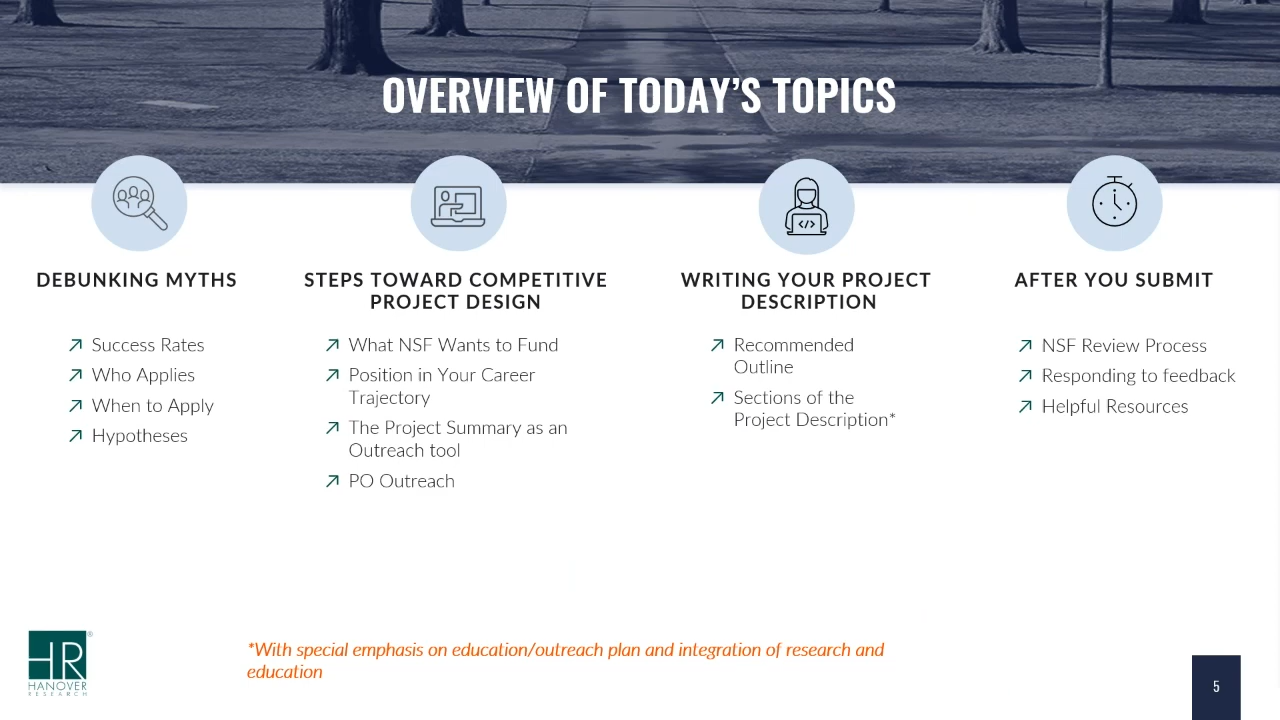 OVERVIEW OF TODAY'S TOPICS
DEBUNKING MYTHS
Success Rates
Who Applies
When to Apply
Hypotheses
STEPS TOWARD COMPETITIVE
PROJECT DESIGN
What NSF Wants to Fund
Position in Your Career
Trajectory
The Project Summary as an
Outreach tool
PO Outreach
WRITING YOUR PROJECT
DESCRIPTION
Recommended
Outline
Sections of the
Project Description*
AFTER YOU SUBMIT
NSF Review Process
Responding to feedback
Helpful Resources
*With special emphasis on education/outreach plan and integration of research and
education
HR®
HANOVER
RESEARCH
5